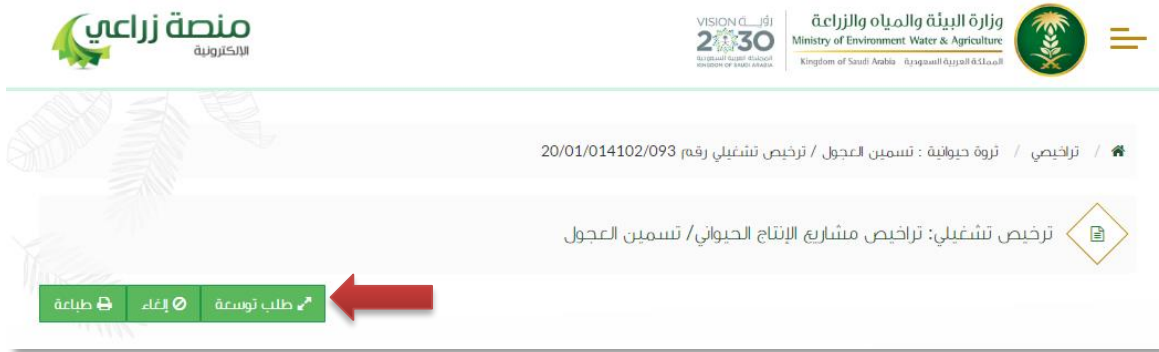 وزارة البيئة والمياه والزراعة
Ministry of Environment Water & Agriculture
المملكة العربية السعودية Kingdom of Saudi Arabia
رؤيــة VISION
2030
المملكة العربية السعودية
KINGDOM OF SAUDI ARABIA
منصة زراعي
الإلكترونية
تراخيصي / ثروة حيوانية : تسمين العجول / ترخيص تشغيلي رقم 20/01/014102/093
ترخيص تشغيلي: تراخيص مشاريع الإنتاج الحيواني/ تسمين العجول
طلب توسعة
إلغاء
طباعة